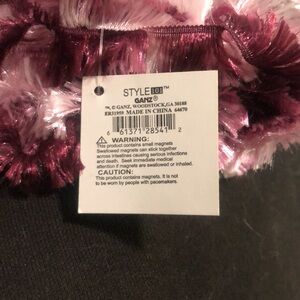 STYLE 101™
GANZ®
™, © GANZ, WOODSTOCK, GA 30188
ER31959 MADE IN CHINA 64670
6 61371 28541 2
WARNING:
This product contains small magnets
Swallowed magnets can stick together
across intestines causing serious infections
and death. Seek immediate medical
attention if magnets are swallowed or inhaled.
CAUTION:
This product contains magnets. It is not
to be worn by people with pacemakers.